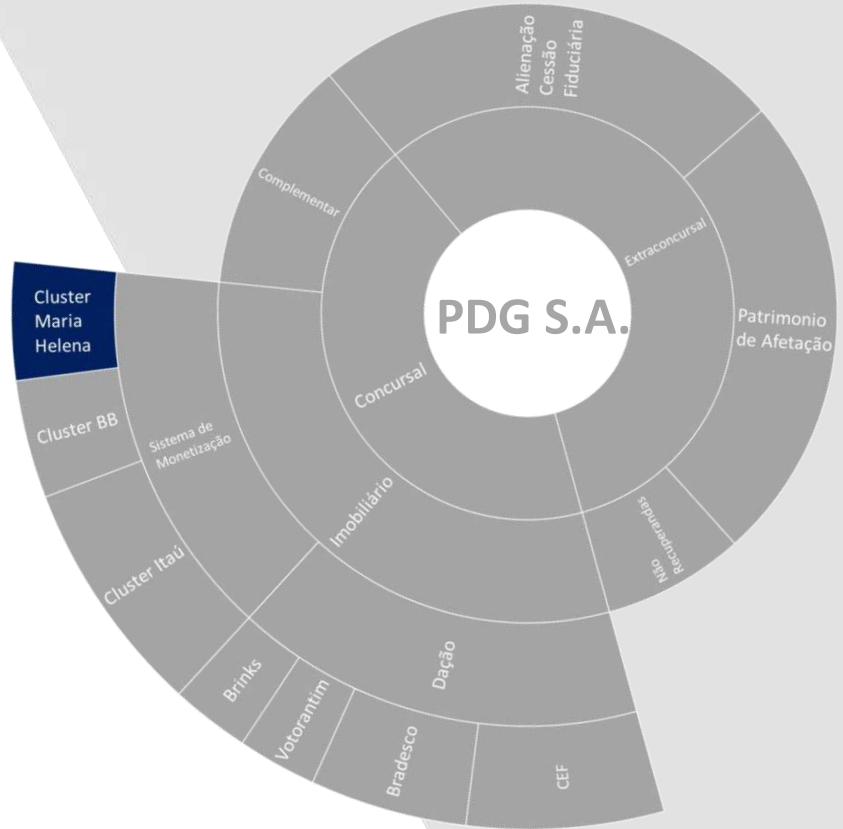 PDG S.A.
Concursal
Extraconcursal
Alienação
Cessão
Fiduciária
Patrimonio
de Afetação
Não
Recuperandas
Complementar
Imobiliário
Sistema de
Monetização
Dação
Cluster
Maria
Helena
Cluster BB
Cluster Itaú
Brinks
Votorantim
Bradesco
CEF